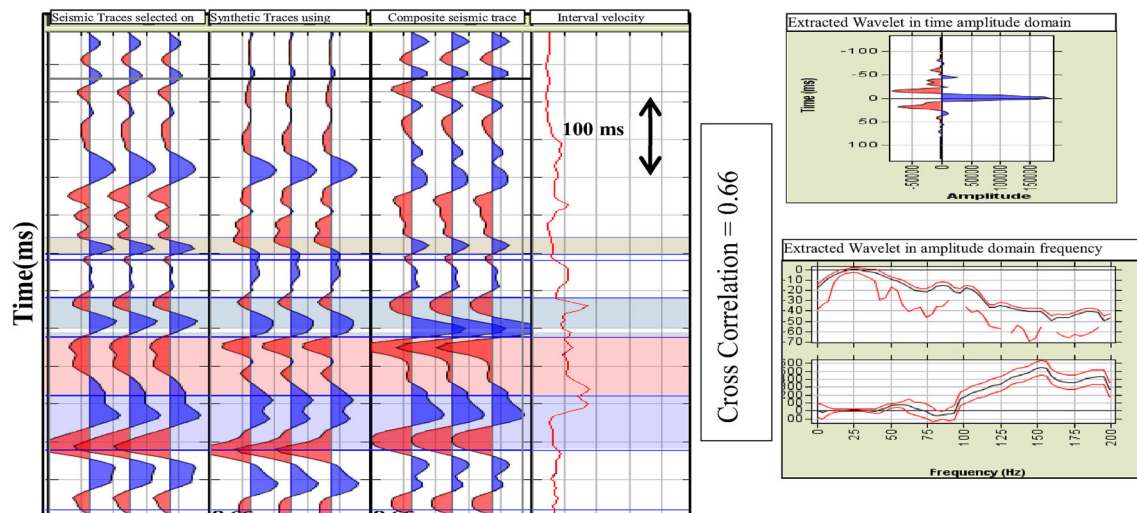 Seismic Traces selected on
Synthetic Traces using
Composite seismic trace
Interval velocity
Time(ms)
100 ms
Cross Correlation = 0.66
Extracted Wavelet in time amplitude domain
Time (ms)
-100
-50
0
50
100
-50000
0
50000
100000
150000
Amplitude
Extracted Wavelet in amplitude domain frequency
0
-10
-20
-30
-40
-50
-60
-70
0
25
50
75
100
125
150
175
200
Frequency (Hz)